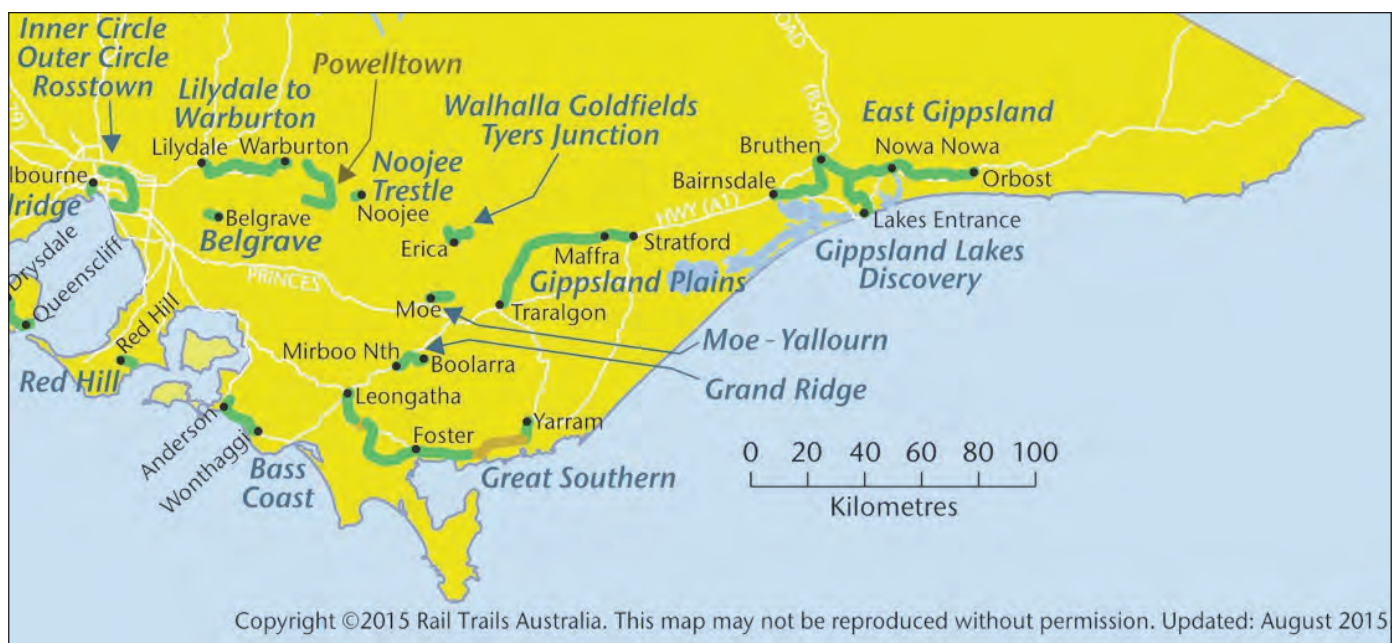 Inner Circle
Outer Circle
Rosstown
Powelltown
Lilydale to
Warburton
Walhalla Goldfields
Tyers Junction
ROAD
(B500)
East Gippsland
Lilydale
Warburton
Bruthen
Nowa Nowa
Noojee
Trestle
lbourne
Bairnsdale
Orbost
lridge
Noojee
HWY (A1)
Belgrave
Belgrave
Lakes Entrance
Erica
Maffra
Stratford
Drysdale
Queenscliff
Gippsland Plains
Gippsland Lakes
Discovery
PRINCES
Moe
Traralgon
Red Hill
Moe - Yallourn
Mirboo Nth
Boolarra
Red Hill
Grand Ridge
Leongatha
Anderson
Foster
Yarram
Wonthaggi
Bass
Coast
Great Southern
0 20 40 60 80 100
Kilometres
Copyright ©2015 Rail Trails Australia. This map may not be reproduced without permission. Updated: August 2015